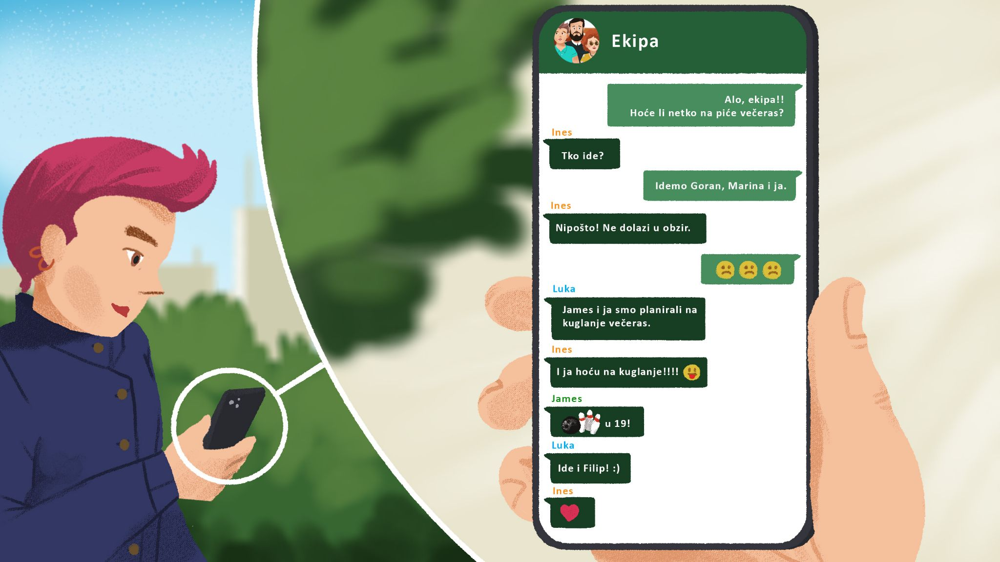 Ekipa
Alo, ekipa!!
Hoće li netko na piće večeras?
Ines
Tko ide?
Idemo Goran, Marina i ja.
Ines
Nipošto! Ne dolazi u obzir.
Luka
James i ja smo planirali na
kuglanje večeras.
Ines
I ja hoću na kuglanje!!!!
James
u 19!
Luka
Ide i Filip! :)
Ines